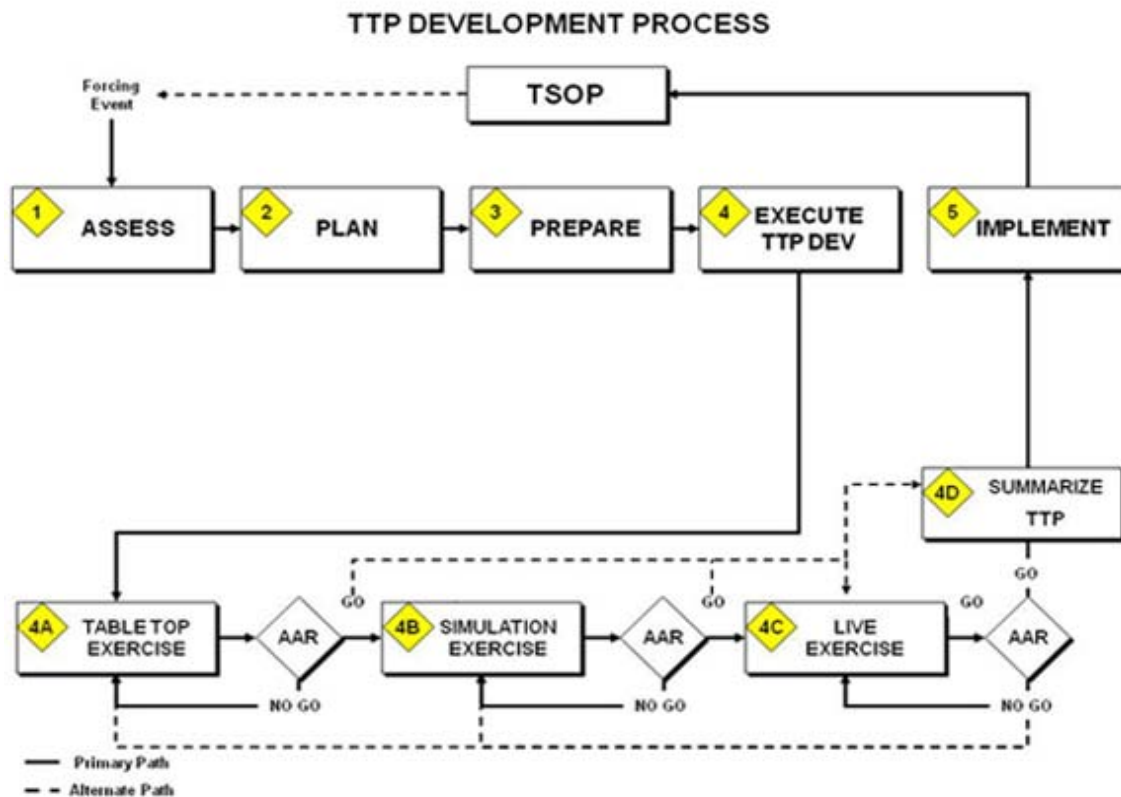 TTP DEVELOPMENT PROCESS
Forcing
Event
TSOP
1
ASSESS
2
PLAN
3
PREPARE
4
EXECUTE
TTP DEV
5
IMPLEMENT
4D
SUMMARIZE
TTP
GO
4A
TABLE TOP
EXERCISE
AAR
GO
4B
SIMULATION
EXERCISE
AAR
GO
4C
LIVE
EXERCISE
GO
AAR
NO GO
NO GO
NO GO
Primary Path
Alternate Path